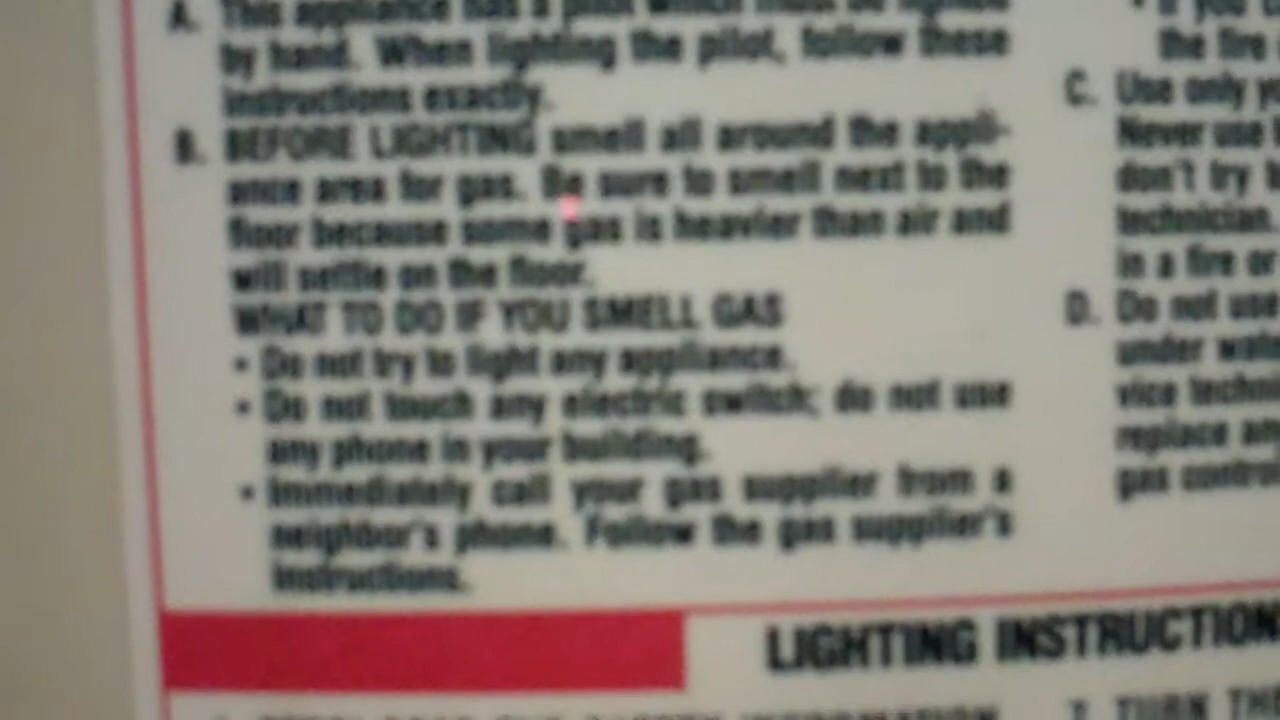 A. This appliance has a pilot which must be lighted
by hand. When lighting the pilot, follow these
instructions exactly.
B. BEFORE LIGHTING smell all around the appli-
ance area for gas. Be sure to smell next to the
floor because some gas is heavier than air and
will settle on the floor.
WHAT TO DO IF YOU SMELL GAS
• Do not try to light any appliance.
• Do not touch any electric switch; do not use
any phone in your building.
• Immediately call your gas supplier from a
neighbor's phone. Follow the gas supplier's
instructions.
• If you
the fire
C. Use only
Never use
don't try
technician.
in a fire or
D. Do not use
under
vice
replace
gas
LIGHTING
TURN